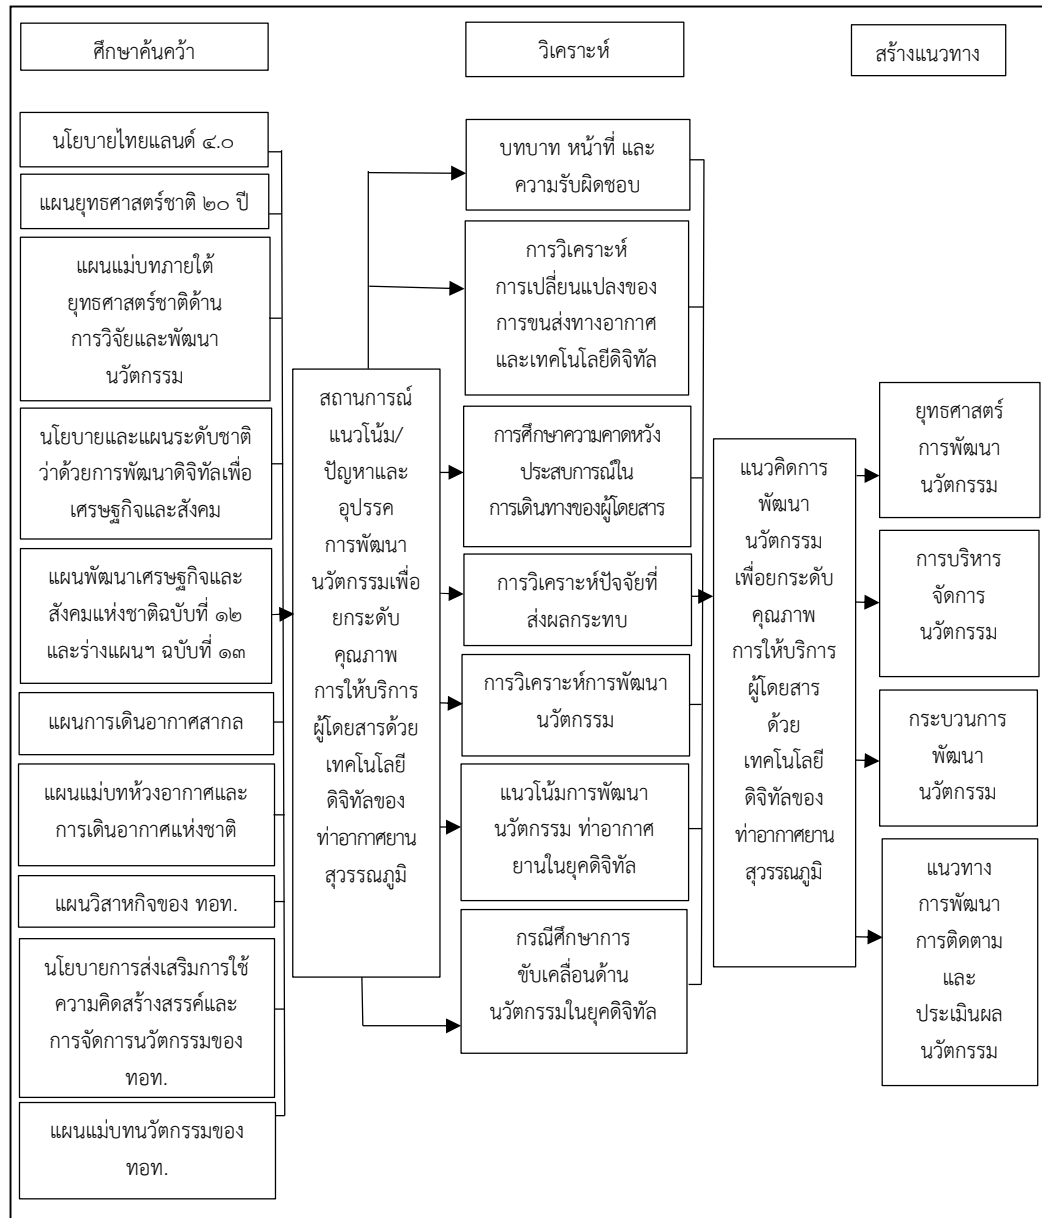 ศึกษาค้นคว้า
วิเคราะห์
สร้างแนวทาง
นโยบายไทยแลนด์ ๔.๐
แผนยุทธศาสตร์ชาติ ๒๐ ปี
แผนแม่บทภายใต้
ยุทธศาสตร์ชาติด้าน
การวิจัยและพัฒนา
นวัตกรรม
นโยบายและแผนระดับชาติ
ว่าด้วยการพัฒนาดิจิทัลเพื่อ
เศรษฐกิจและสังคม
แผนพัฒนาเศรษฐกิจและ
สังคมแห่งชาติฉบับที่ ๑๒
และร่างแผนฯ ฉบับที่ ๑๓
แผนการเดินอากาศสากล
แผนแม่บทห้วงอากาศและ
การเดินอากาศแห่งชาติ
แผนวิสาหกิจของ ทอท.
นโยบายการส่งเสริมการใช้
ความคิดสร้างสรรค์และ
การจัดการนวัตกรรมของ
ทอท.
แผนแม่บทนวัตกรรมของ
ทอท.
สถานการณ์
แนวโน้ม/
ปัญหาและ
อุปรรค
การพัฒนา
นวัตกรรมเพื่อ
ยกระดับ
คุณภาพ
การให้บริการ
ผู้โดยสารด้วย
เทคโนโลยี
ดิจิทัลของ
ท่าอากาศยาน
สุวรรณภูมิ
บทบาท หน้าที่ และ
ความรับผิดชอบ
การวิเคราะห์
การเปลี่ยนแปลงของ
การขนส่งทางอากาศ
และเทคโนโลยีดิจิทัล
การศึกษาความคาดหวัง
ประสบการณ์ใน
การเดินทางของผู้โดยสาร
การวิเคราะห์ปัจจัยที่
ส่งผลกระทบ
การวิเคราะห์การพัฒนา
นวัตกรรม
แนวโน้มการพัฒนา
นวัตกรรม ท่าอากาศ
ยานในยุคดิจิทัล
กรณีศึกษาการ
ขับเคลื่อนด้าน
นวัตกรรมในยุคดิจิทัล
แนวคิดการ
พัฒนา
นวัตกรรม
เพื่อยกระดับ
คุณภาพ
การให้บริการ
ผู้โดยสาร
ด้วย
เทคโนโลยี
ดิจิทัลของ
ท่าอากาศยาน
สุวรรณภูมิ
ยุทธศาสตร์
การพัฒนา
นวัตกรรม
การบริหาร
จัดการ
นวัตกรรม
กระบวนการ
พัฒนา
นวัตกรรม
แนวทาง
การพัฒนา
การติดตาม
และ
ประเมินผล
นวัตกรรม